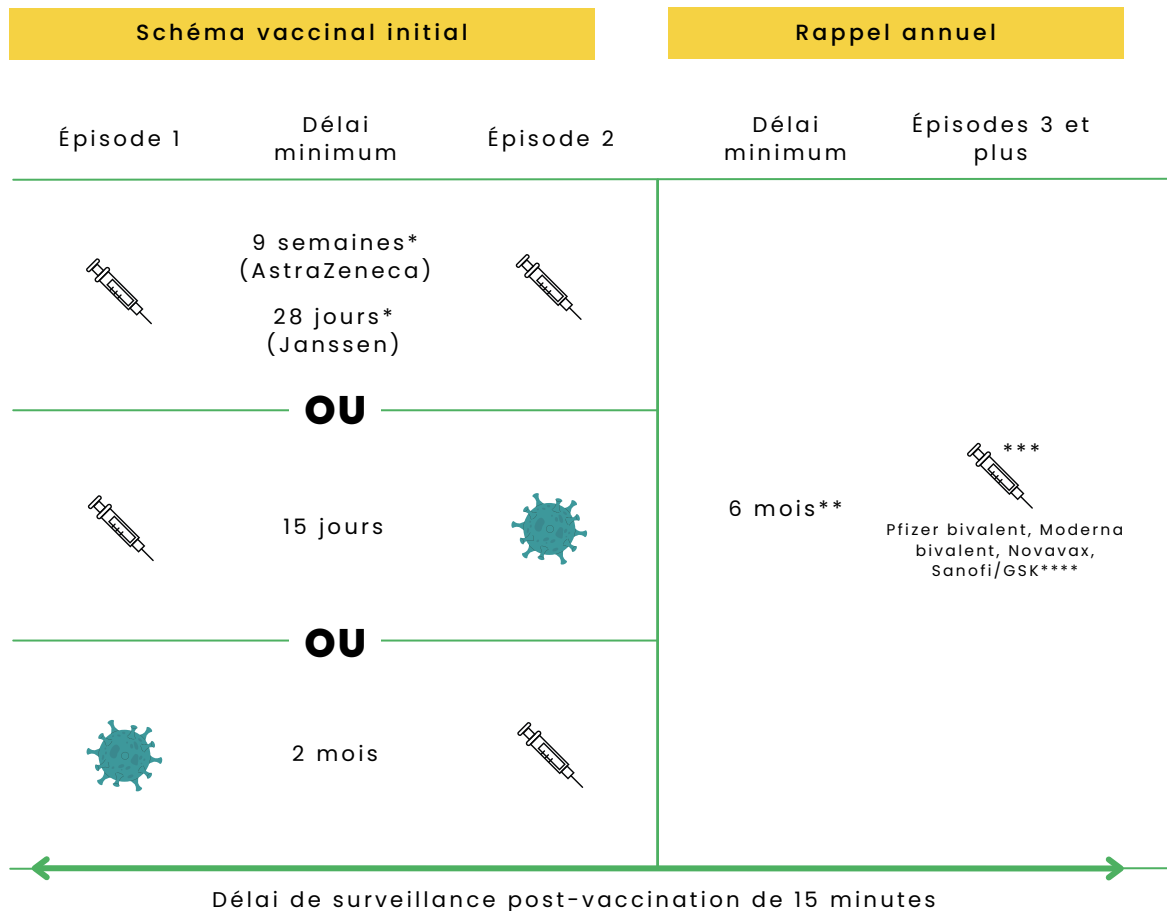 Schéma vaccinal initial
Rappel annuel
Épisode 1
Délai
minimum
Épisode 2
Délai
minimum
Épisodes 3 et
plus
9 semaines*
(AstraZeneca)
28 jours*
(Janssen)
OU
15 jours
OU
2 mois
6 mois**
***
Pfizer bivalent, Moderna
bivalent, Novavax,
Sanofi/GSK****
Délai de surveillance post-vaccination de 15 minutes